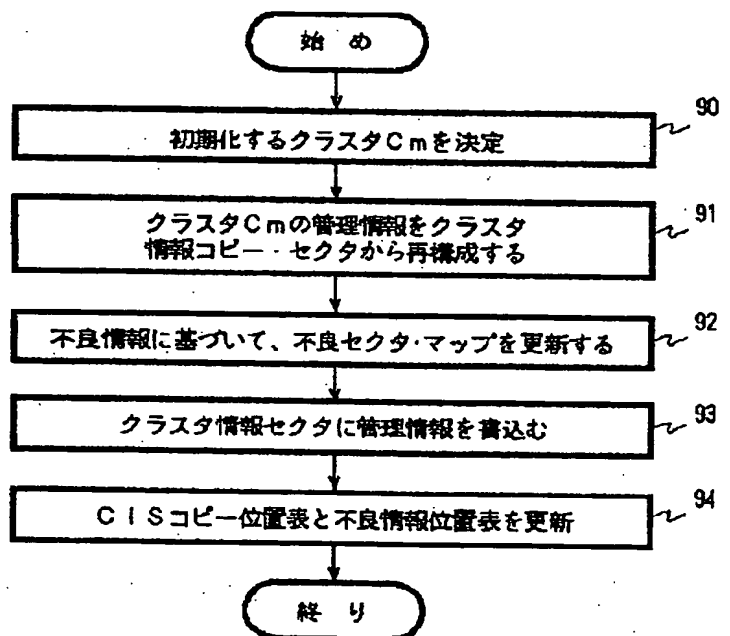 始め
90
初期化するクラスタCmを決定
91
クラスタCmの管理情報をクラスタ
情報コピー・セクタから再構成する
92
不良情報に基づいて、不良セクタ・マップを更新する
93
クラスタ情報セクタに管理情報を書込む
94
CISコピー位置表と不良情報位置表を更新
終り